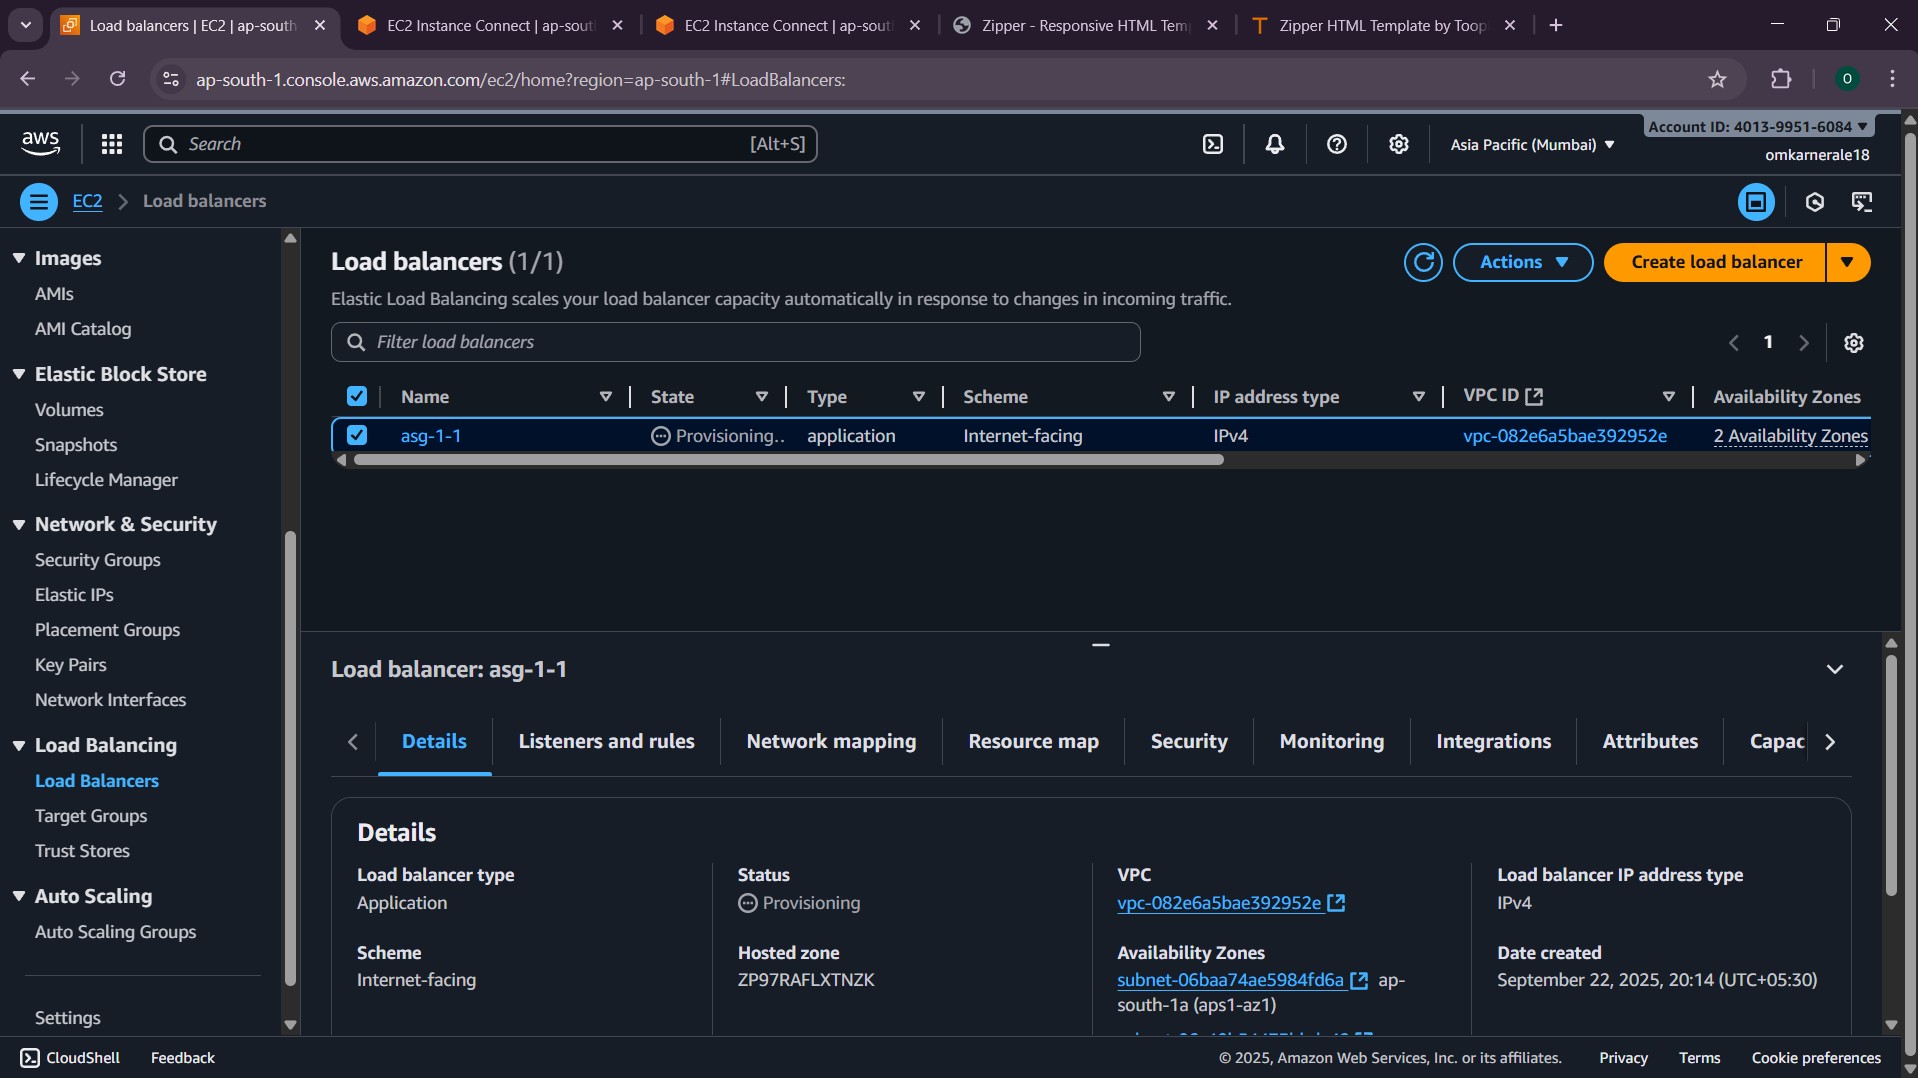 Load balancers | EC2 | ap-south
EC2 Instance Connect | ap-sout
EC2 Instance Connect | ap-sout
Zipper - Responsive HTML Tem
Zipper HTML Template by Toop
ap-south-1.console.aws.amazon.com/ec2/home?region=ap-south-1#LoadBalancers:
O
aws
Search
[Alt+S]
Asia Pacific (Mumbai)
Account ID: 4013-9951-6084
omkarnerale18
EC2
Load balancers
Images
AMIs
AMI Catalog
Elastic Block Store
Volumes
Snapshots
Lifecycle Manager
Network & Security
Security Groups
Elastic IPs
Placement Groups
Key Pairs
Network Interfaces
Load Balancing
Load Balancers
Target Groups
Trust Stores
Auto Scaling
Auto Scaling Groups
Settings
Load balancers (1/1)
Actions
Create load balancer
Elastic Load Balancing scales your load balancer capacity automatically in response to changes in incoming traffic.
Filter load balancers
1
Name State Type Scheme IP address type VPC ID Availability Zones
asg-1-1 Provisioning.. application Internet-facing IPv4 vpc-082e6a5bae392952e 2 Availability Zones
Load balancer: asg-1-1
Details Listeners and rules Network mapping Resource map Security Monitoring Integrations Attributes Capac
Details
Load balancer type
Application
Scheme
Internet-facing
Status
Provisioning
Hosted zone
ZP97RAFLXTNZK
VPC
vpc-082e6a5bae392952e
Availability Zones
subnet-06baa74ae5984fd6a ap-
south-1a (aps1-az1)
Load balancer IP address type
IPv4
Date created
September 22, 2025, 20:14 (UTC+05:30)
CloudShell
Feedback
© 2025, Amazon Web Services, Inc. or its affiliates.
Privacy
Terms
Cookie preferences